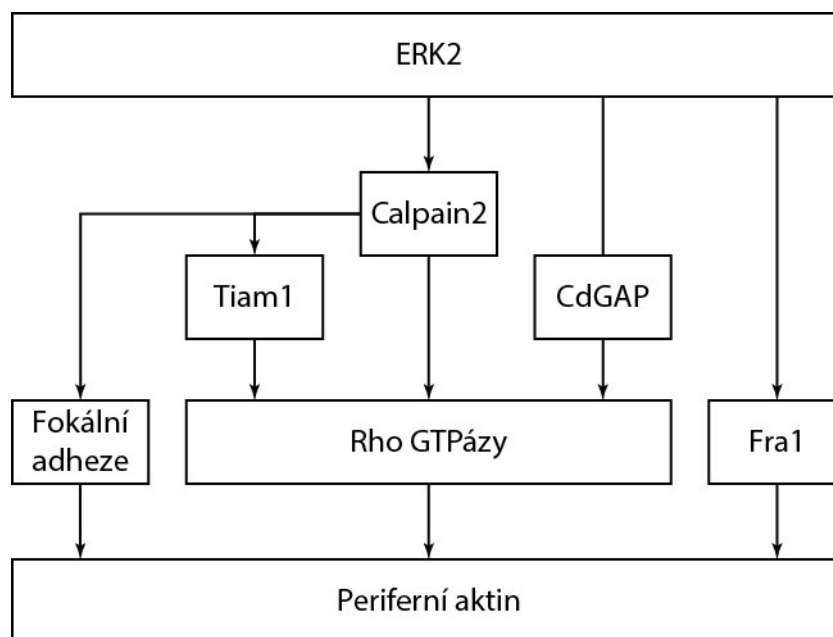 ERK2
Calpain2
Tiam1
CdGAP
Fokální
adheze
Rho GTPázy
Fra1
Periferní aktin